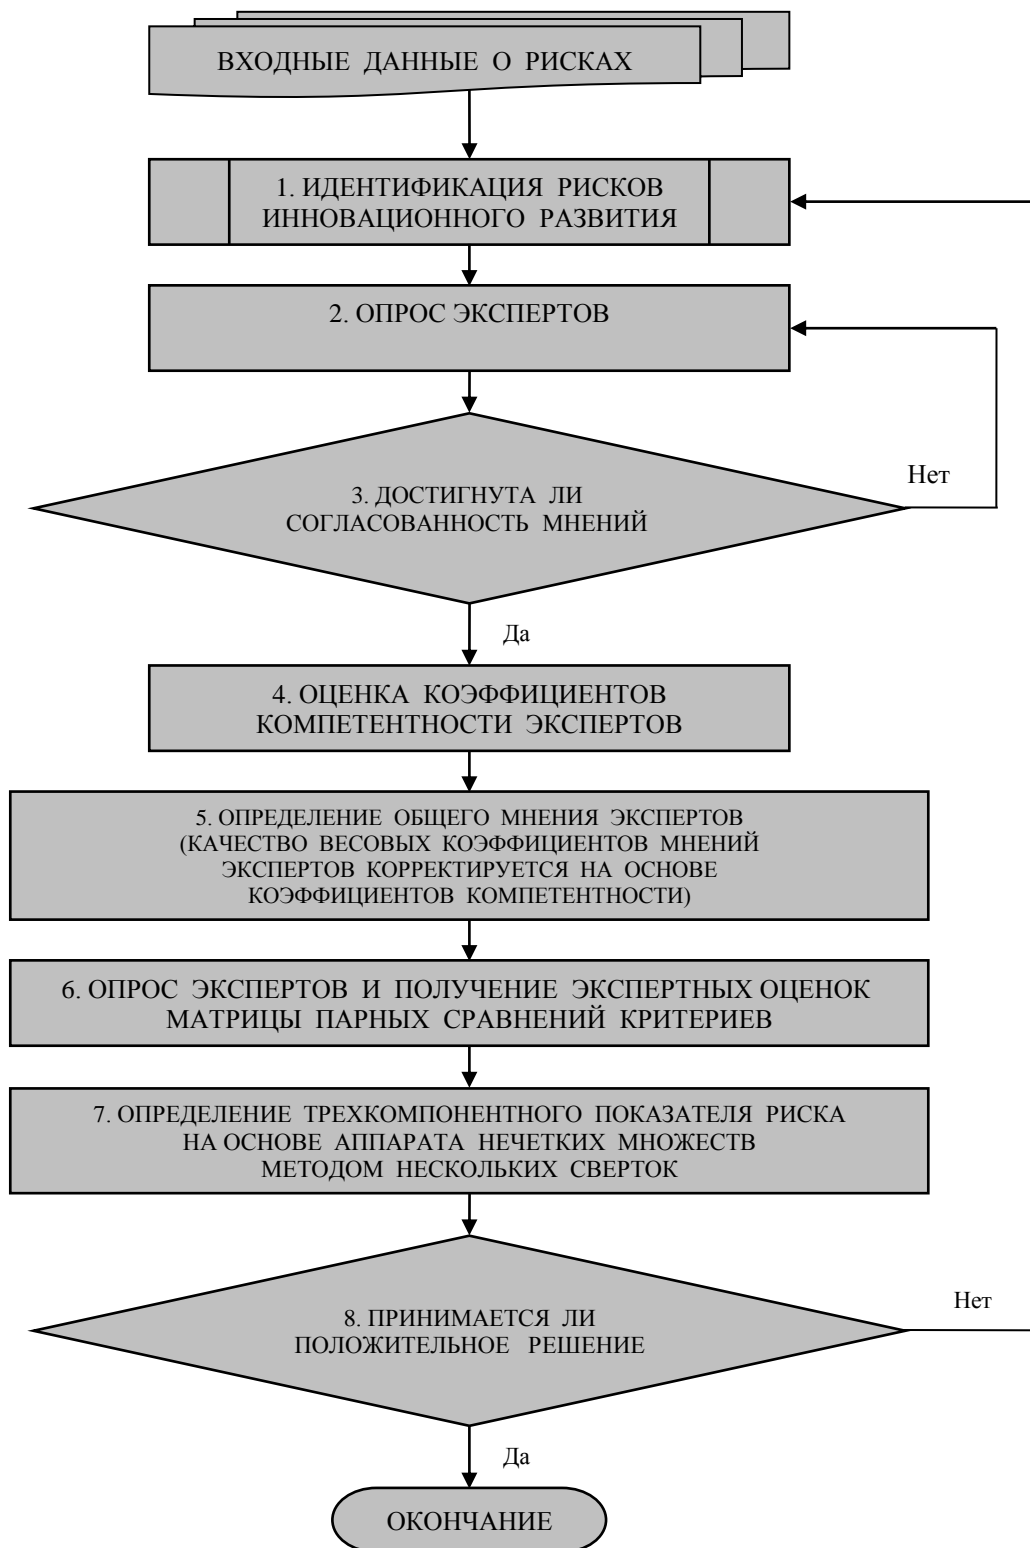 ВХОДНЫЕ ДАННЫЕ О РИСКАХ
1. ИДЕНТИФИКАЦИЯ РИСКОВ
ИННОВАЦИОННОГО РАЗВИТИЯ
2. ОПРОС ЭКСПЕРТОВ
3. ДОСТИГНУТА ЛИ
СОГЛАСОВАННОСТЬ МНЕНИЙ
Нет
Да
4. ОЦЕНКА КОЭФФИЦИЕНТОВ
КОМПЕТЕНТНОСТИ ЭКСПЕРТОВ
5. ОПРЕДЕЛЕНИЕ ОБЩЕГО МНЕНИЯ ЭКСПЕРТОВ
(КАЧЕСТВО ВЕСОВЫХ КОЭФФИЦИЕНТОВ МНЕНИЙ
ЭКСПЕРТОВ КОРРЕКТИРУЕТСЯ НА ОСНОВЕ
КОЭФФИЦИЕНТОВ КОМПЕТЕНТНОСТИ)
6. ОПРОС ЭКСПЕРТОВ И ПОЛУЧЕНИЕ ЭКСПЕРТНЫХ ОЦЕНОК
МАТРИЦЫ ПАРНЫХ СРАВНЕНИЙ КРИТЕРИЕВ
7. ОПРЕДЕЛЕНИЕ ТРЕХКОМПОНЕНТНОГО ПОКАЗАТЕЛЯ РИСКА
НА ОСНОВЕ АППАРАТА НЕЧЕТКИХ МНОЖЕСТВ
МЕТОДОМ НЕСКОЛЬКИХ СВЕРТОК
8. ПРИНИМАЕТСЯ ЛИ
ПОЛОЖИТЕЛЬНОЕ РЕШЕНИЕ
Нет
Да
ОКОНЧАНИЕ